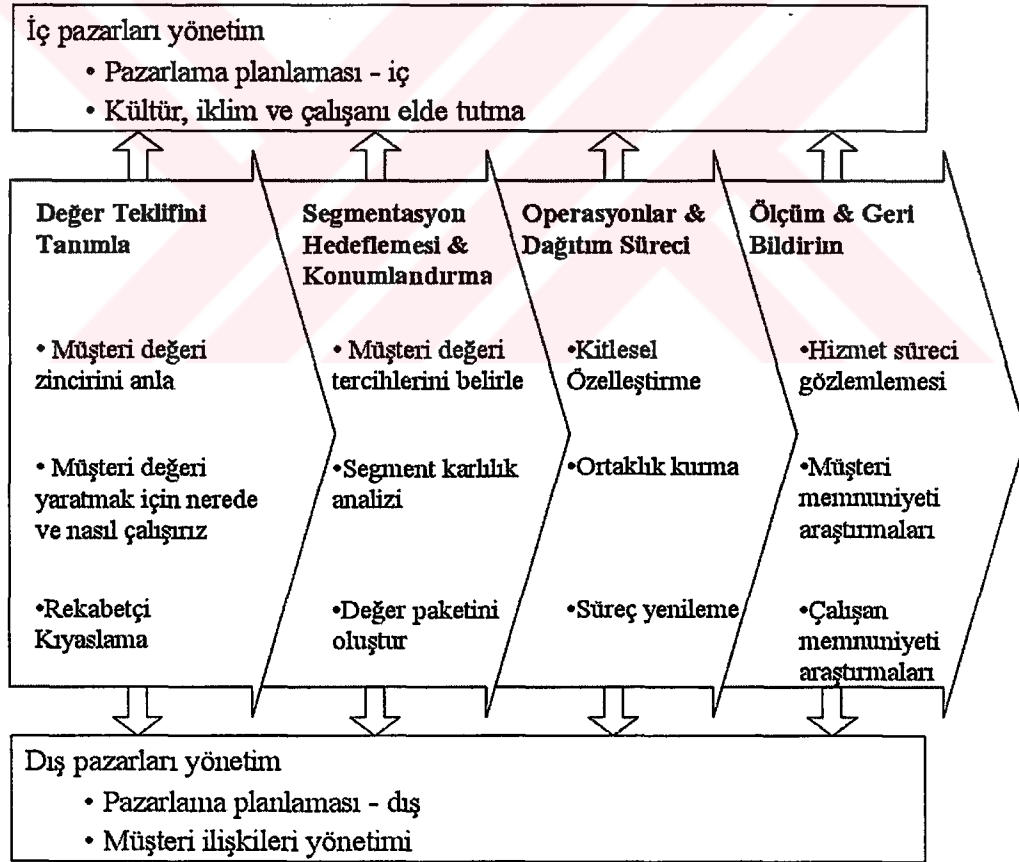 İç pazarları yönetim
• Pazarlama planlaması - iç
• Kültür, iklim ve çalışanı elde tutma
Değer Teklifini
Tanımla
• Müşteri değeri
zincirini anla
• Müşteri değeri
yaratmak için nerede
ve nasıl çalışırız
•Rekabetçi
Kıyaslama
Segmentasyon
Hedeflemesi &
Konumlandırma
• Müşteri değeri
tercihlerini belirle
•Segment karlılık
analizi
•Değer paketini
oluştur
Operasyonlar &
Dağıtım Süreci
•Kitlesel
Özelleştirme
•Ortaklık kurma
•Süreç yenileme
Ölçüm & Geri
Bildirim
•Hizmet süreci
gözlemlemesi
•Müşteri
memnuniyeti
araştırmaları
•Çalışan
memnuniyeti
araştırmaları
Dış pazarları yönetim
• Pazarlama planlaması - dış
• Müşteri ilişkileri yönetimi